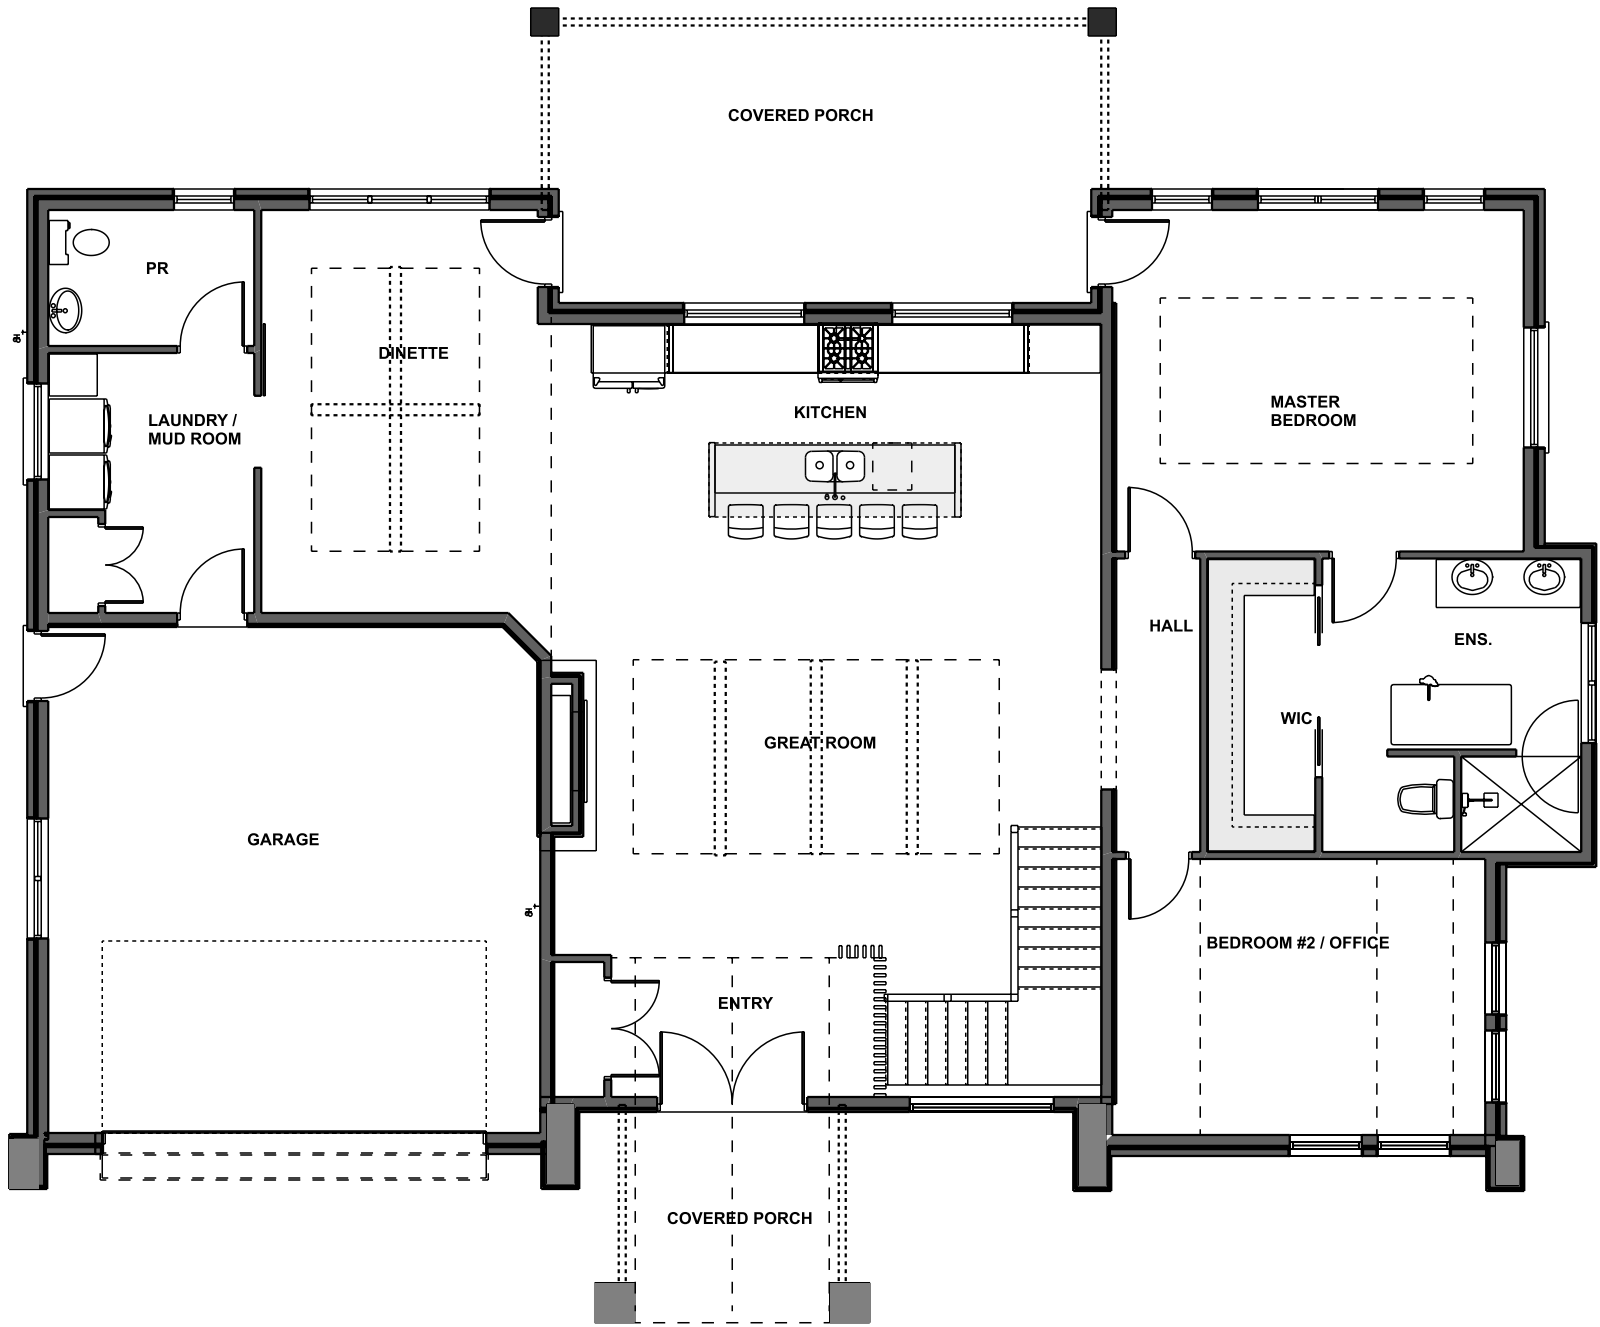 COVERED PORCH
PR
DINETTE
LAUNDRY /
MUD ROOM
KITCHEN
MASTER
BEDROOM
HALL
ENS.
WIC
GREAT ROOM
GARAGE
BEDROOM #2 / OFFICE
ENTRY
COVERED PORCH